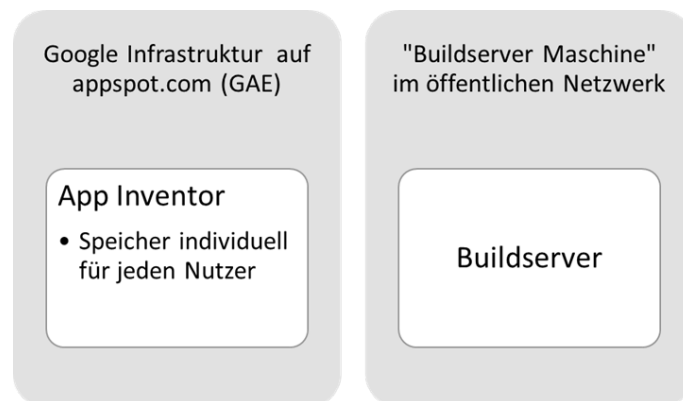 Google Infrastruktur auf
appspot.com (GAE)
App Inventor
• Speicher individuell
für jeden Nutzer
"Buildserver Maschine"
im öffentlichen Netzwerk
Buildserver